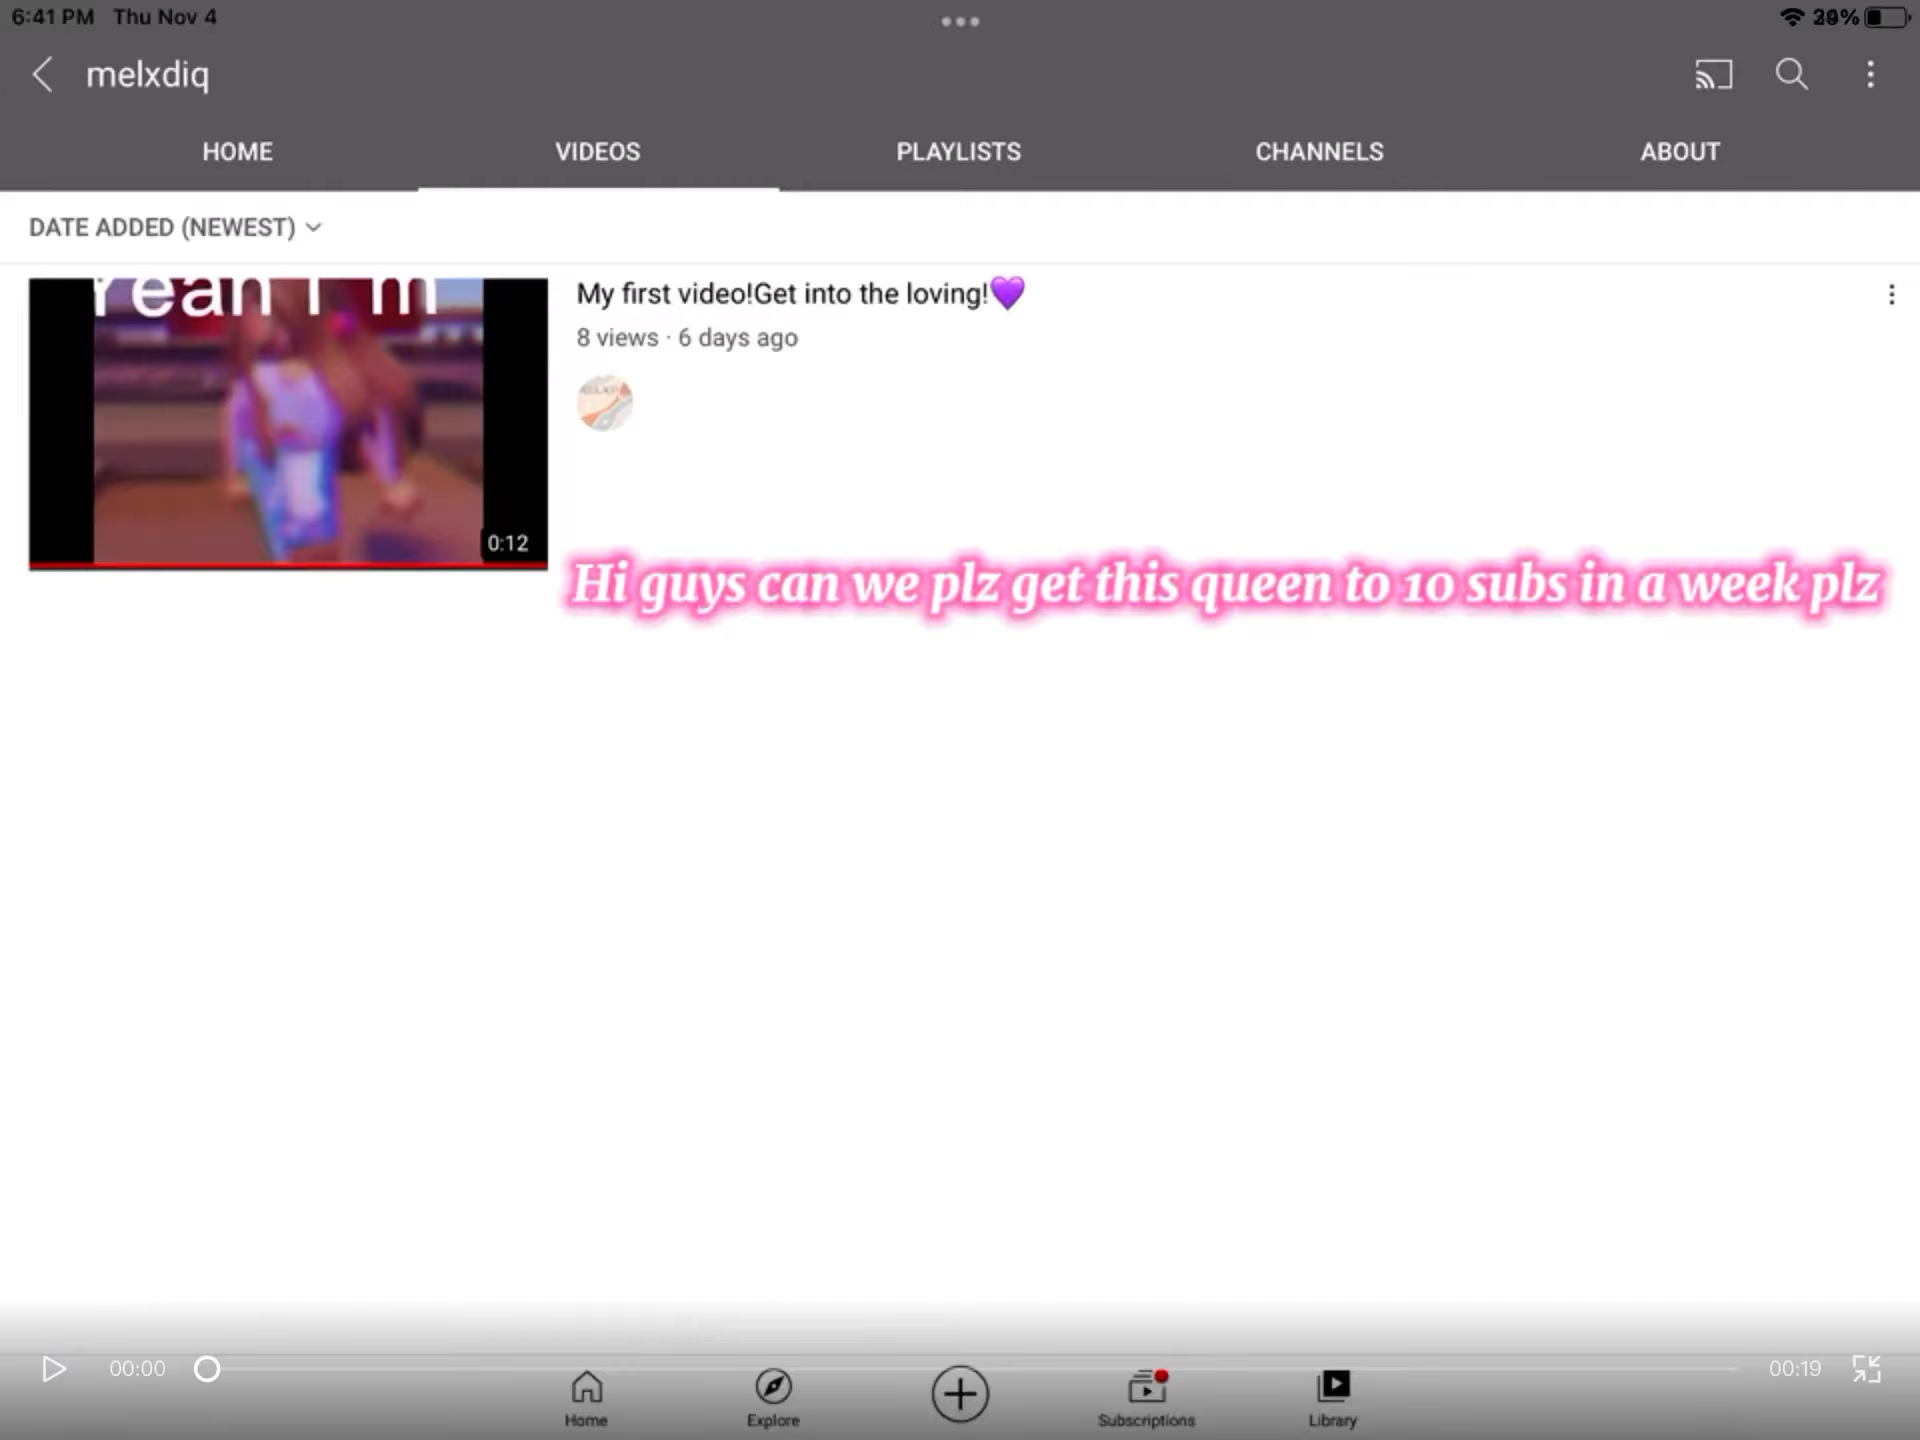 6:41 PM Thu Nov 4
melxdiq
HOME VIDEOS PLAYLISTS CHANNELS ABOUT
DATE ADDED (NEWEST)
Yeah I'm
My first video!Get into the loving!💜
8 views · 6 days ago
0:12
Hi guys can we plz get this queen to 10 subs in a week plz
00:00 00:19
Home Explore Subscriptions Library